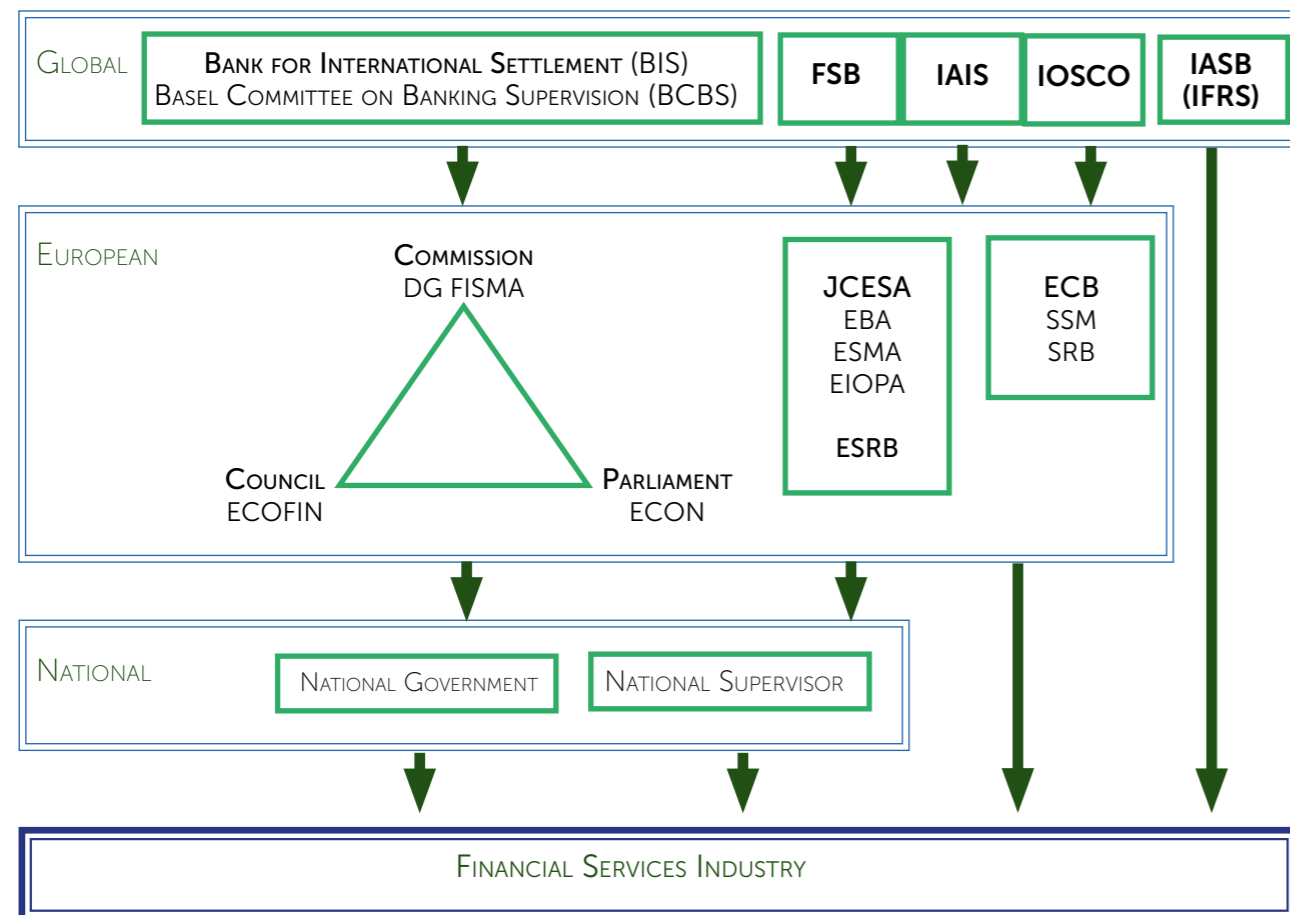 Global
Bank for International Settlement (BIS)
Basel Committee on Banking Supervision (BCBS)
FSB
IAIS
IOSCO
IASB
(IFRS)
European
Commission
DG FISMA
Council
ECOFIN
Parliament
ECON
JCESA
EBA
ESMA
EIOPA
ESRB
ECB
SSM
SRB
National
National Government
National Supervisor
Financial Services Industry